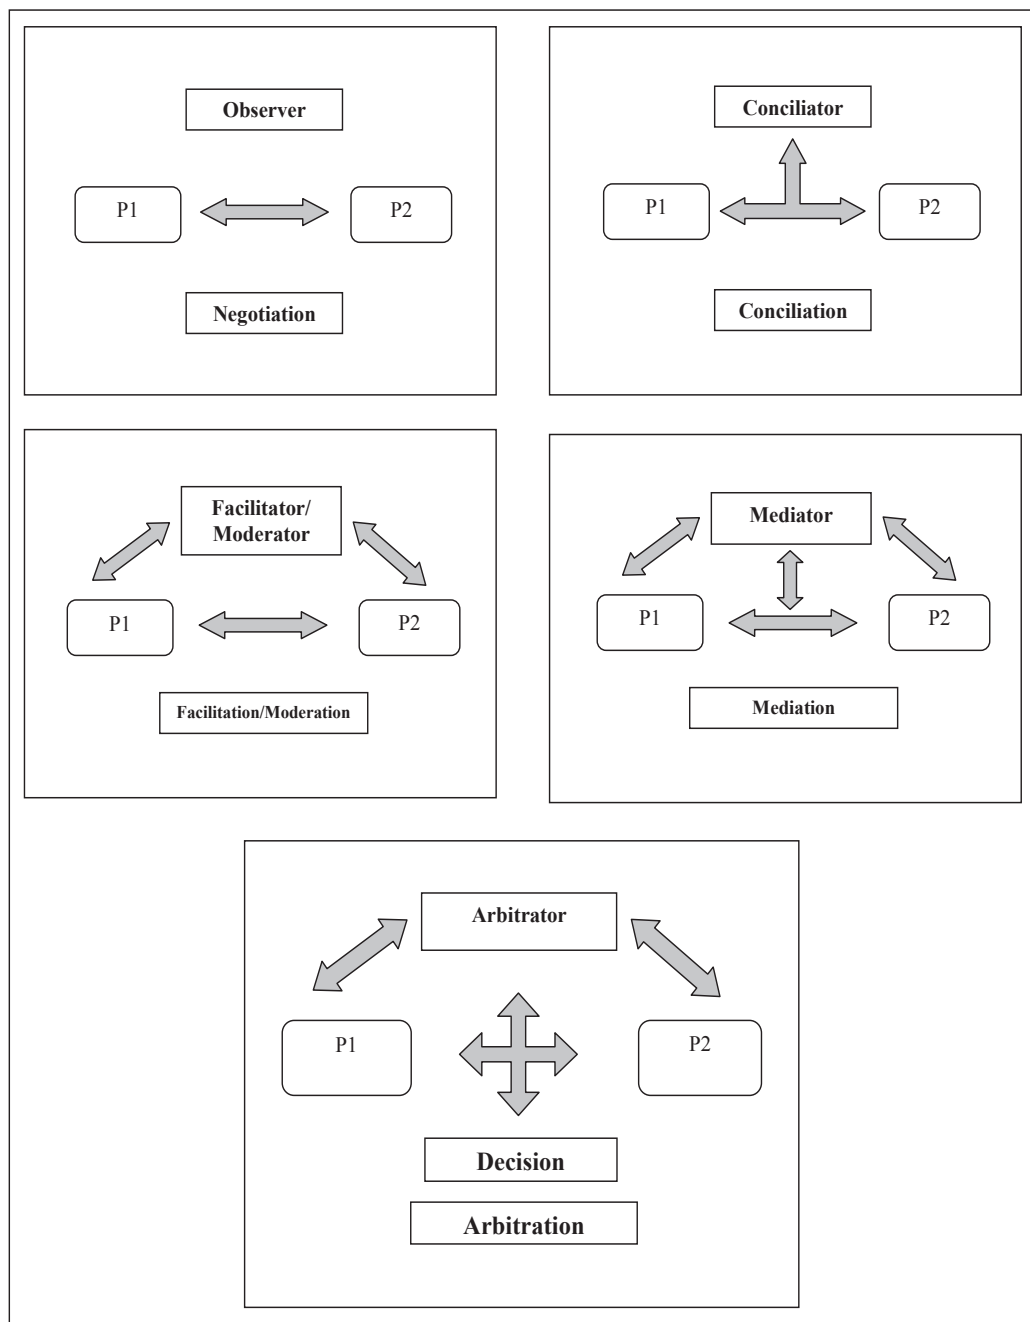 Observer
P1
P2
Negotiation
Conciliator
P1
P2
Conciliation
Facilitator/
Moderator
P1
P2
Facilitation/Moderation
Mediator
P1
P2
Mediation
Arbitrator
P1
P2
Decision
Arbitration